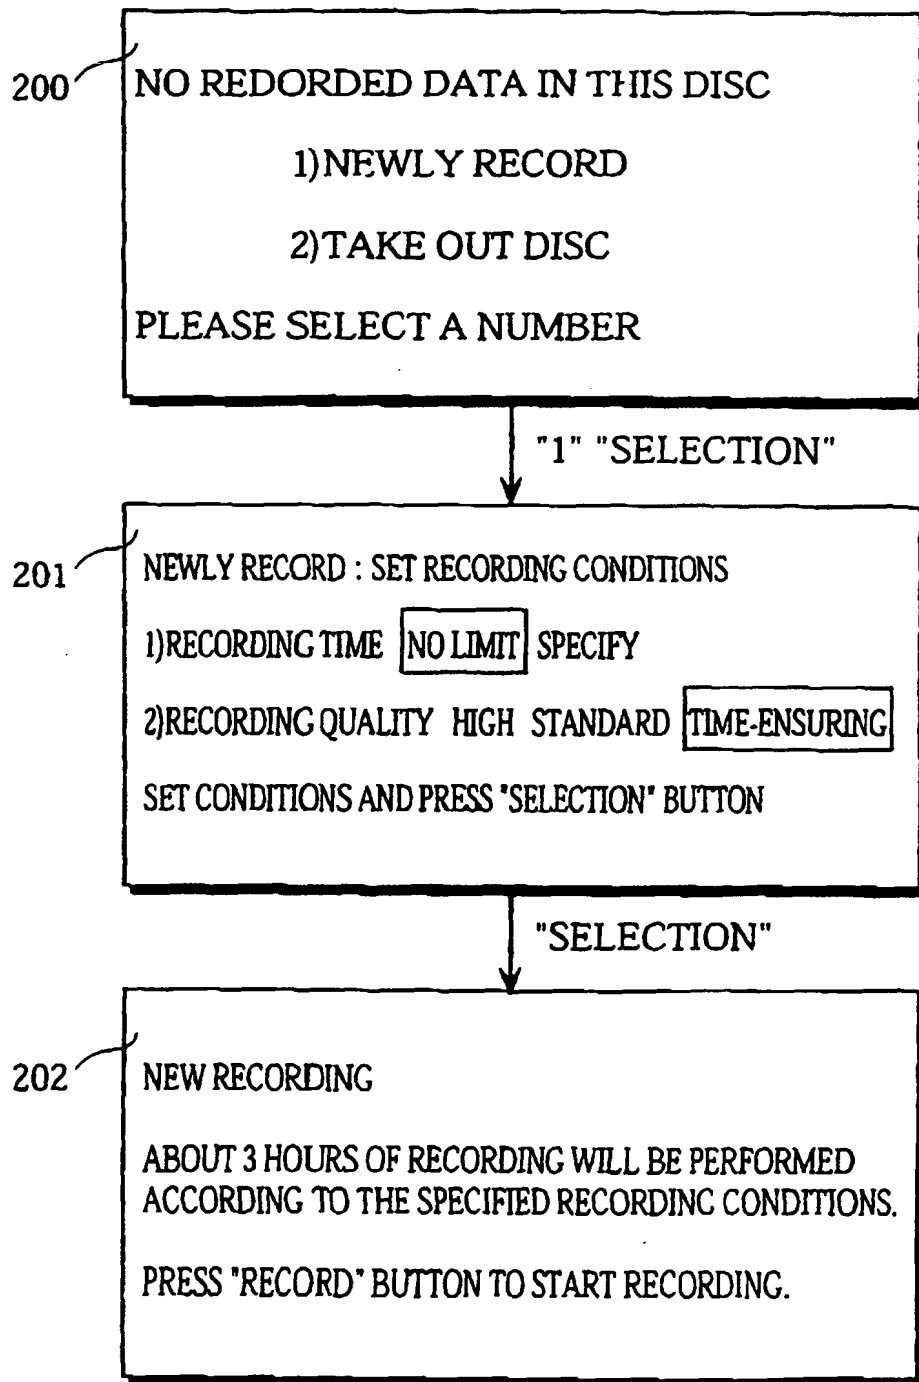 200
NO REDORDED DATA IN THIS DISC
1)NEWLY RECORD
2)TAKE OUT DISC
PLEASE SELECT A NUMBER
"1" "SELECTION"
201
NEWLY RECORD : SET RECORDING CONDITIONS
1)RECORDING TIME NO LIMIT SPECIFY
2)RECORDING QUALITY HIGH STANDARD TIME-ENSURING
SET CONDITIONS AND PRESS "SELECTION" BUTTON
"SELECTION"
202
NEW RECORDING
ABOUT 3 HOURS OF RECORDING WILL BE PERFORMED
ACCORDING TO THE SPECIFIED RECORDING CONDITIONS.
PRESS "RECORD" BUTTON TO START RECORDING.